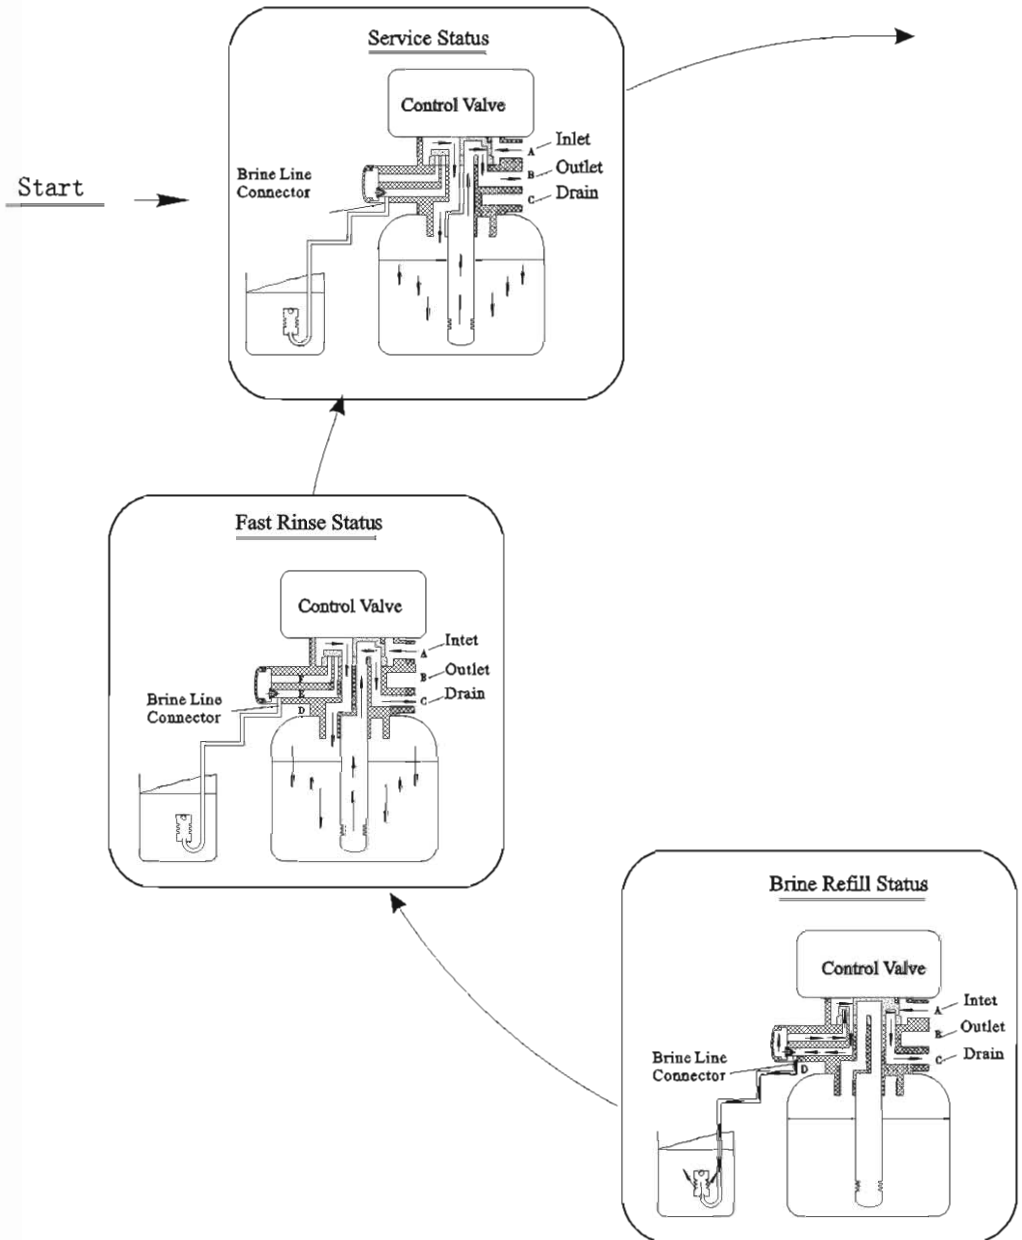 Service Status
Control Valve
Inlet
A
Outlet
B
Drain
C
Brine Line
Connector
Start
Fast Rinse Status
Control Valve
Intet
A
Outlet
B
Drain
C
F
E
D
Brine Line
Connector
Brine Refill Status
Control Valve
Intet
A
Outlet
B
Drain
C
D
Brine Line
Connector